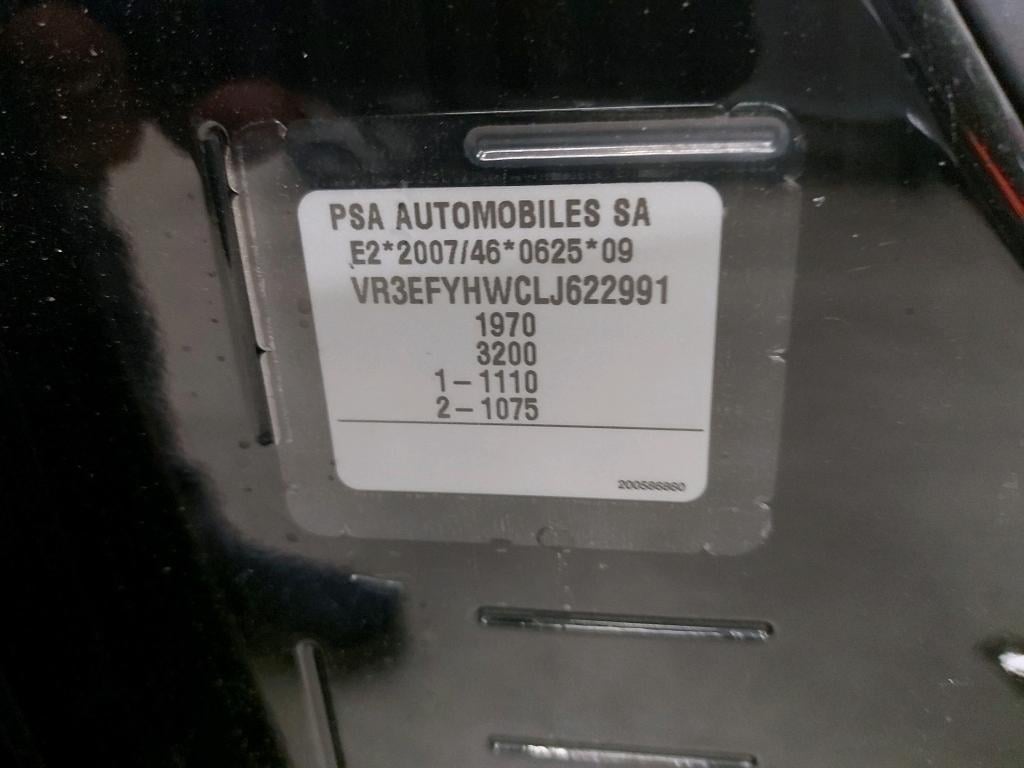 PSA AUTOMOBILES SA
E2*2007/46*0625*09
VR3EFYHWCLJ622991
1970
3200
1-1110
2-1075
200586860